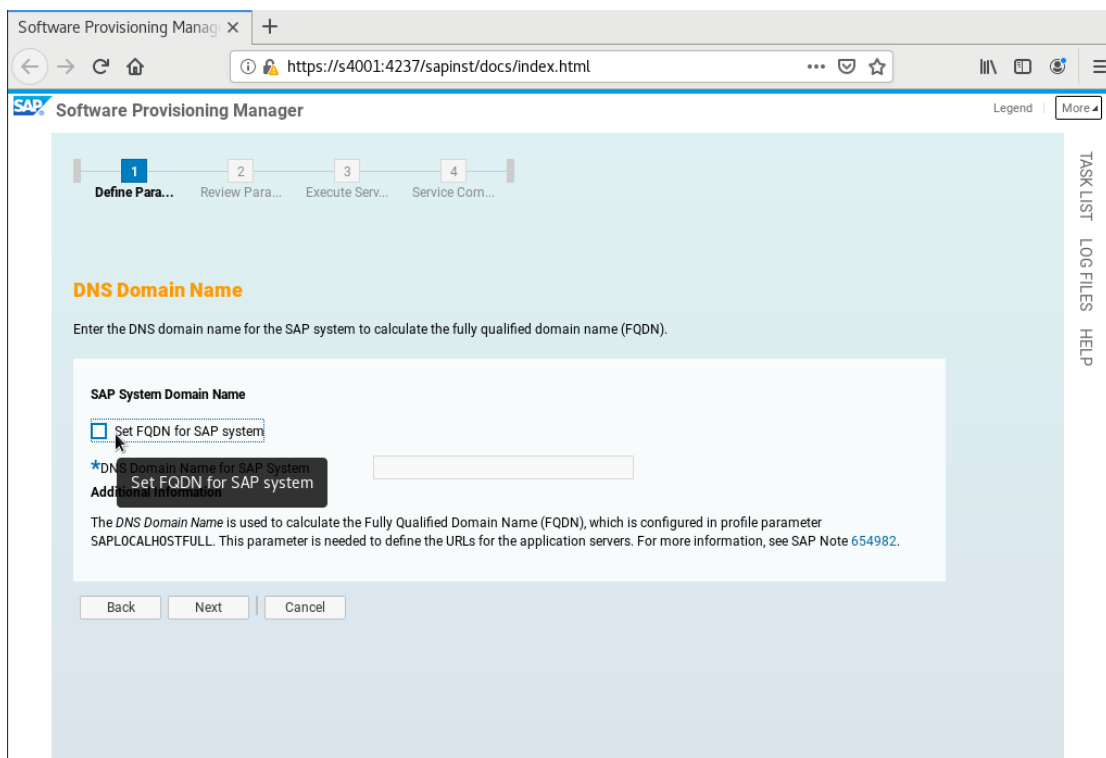 Software Provisioning Manag
https://s4001:4237/sapinst/docs/index.html
SAP Software Provisioning Manager
Legend
More
1 2 3 4
Define Para... Review Para... Execute Serv... Service Com...
TASK LIST
LOG FILES
HELP
DNS Domain Name
Enter the DNS domain name for the SAP system to calculate the fully qualified domain name (FQDN).
SAP System Domain Name
Set FQDN for SAP system
*DNS Domain Name for SAP System
Set FQDN for SAP system
Additional Information
The DNS Domain Name is used to calculate the Fully Qualified Domain Name (FQDN), which is configured in profile parameter
SAPLOCALHOSTFULL. This parameter is needed to define the URLs for the application servers. For more information, see SAP Note 654982.
Back Next Cancel